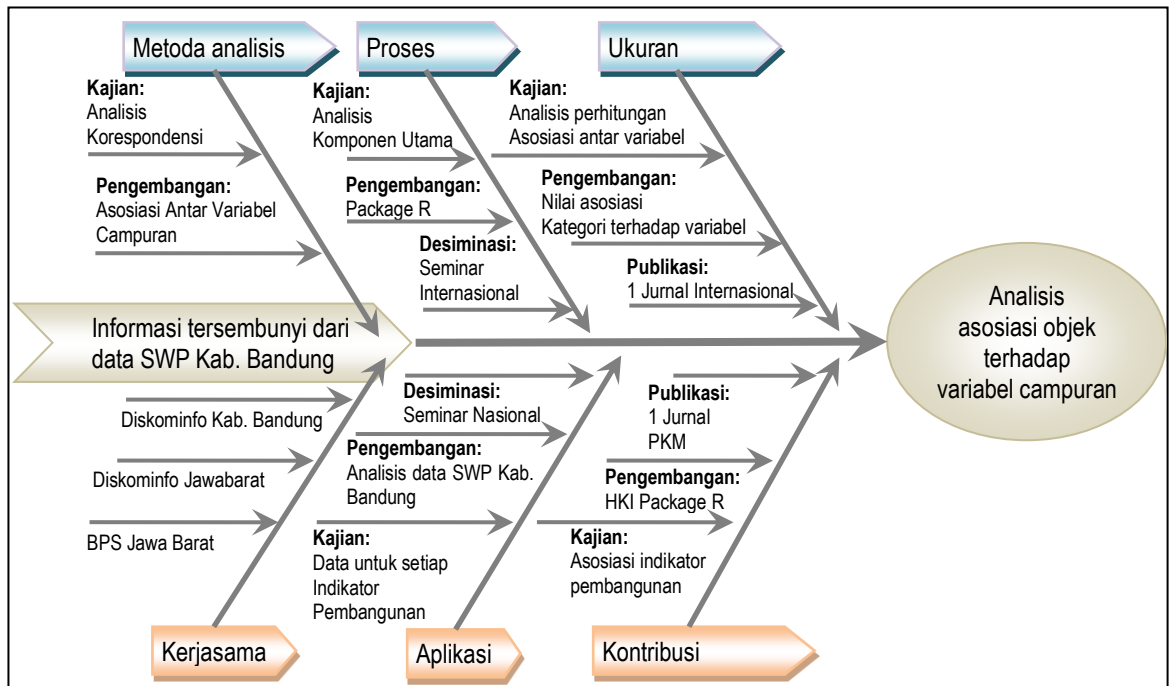 Metoda analisis
Proses
Ukuran
Kajian:
Analisis
Korespondensi
Pengembangan:
Asosiasi Antar Variabel
Campuran
Kajian:
Analisis
Komponen Utama
Pengembangan:
Package R
Desiminasi:
Seminar
Internasional
Kajian:
Analisis perhitungan
Asosiasi antar variabel
Pengembangan:
Nilai asosiasi
Kategori terhadap variabel
Publikasi:
1 Jurnal Internasional
Informasi tersembunyi dari
data SWP Kab. Bandung
Analisis
asosiasi objek
terhadap
variabel campuran
Diskominfo Kab. Bandung
Diskominfo Jawabarat
BPS Jawa Barat
Desiminasi:
Seminar Nasional
Pengembangan:
Analisis data SWP Kab.
Bandung
Kajian:
Data untuk setiap
Indikator
Pembangunan
Publikasi:
1 Jurnal
PKM
Pengembangan:
HKI Package R
Kajian:
Asosiasi indikator
pembangunan
Kerjasama
Aplikasi
Kontribusi